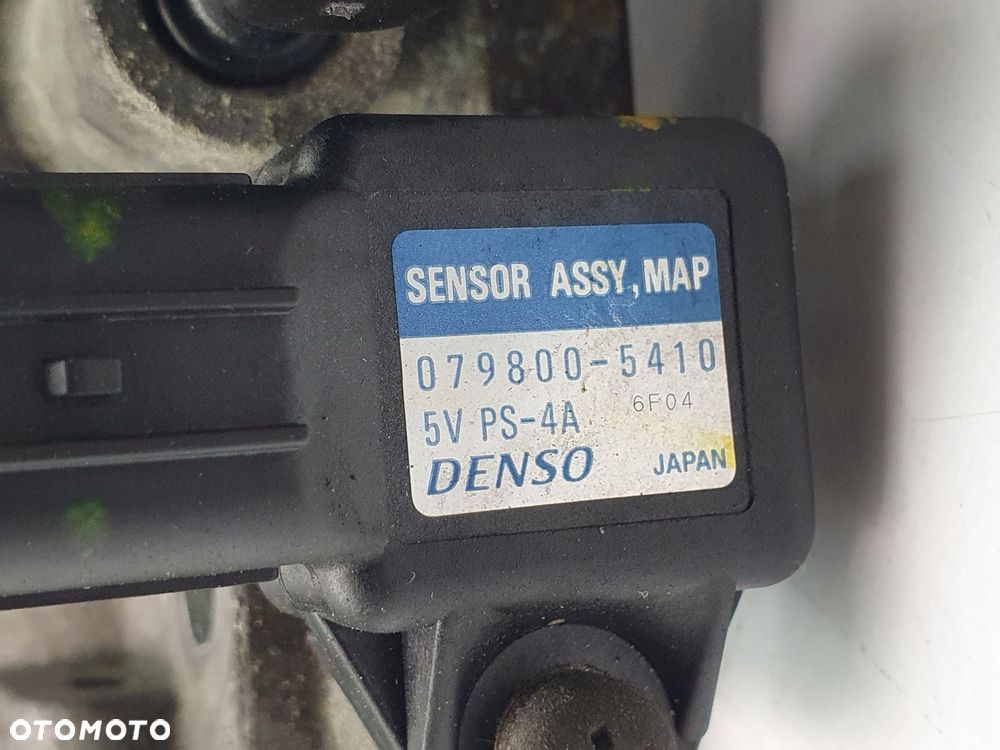 SENSOR ASSY,MAP
079800-5410
5V PS-4A 6F04
DENSO JAPAN
OTOMOTO